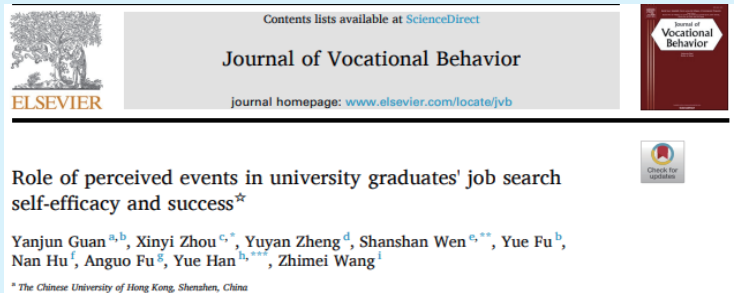 Contents lists available at ScienceDirect
Journal of Vocational Behavior
journal homepage: www.elsevier.com/locate/jvb
ELSEVIER
Journal of
Vocational
Behavior
Check for
updates
Role of perceived events in university graduates' job search
self-efficacy and success☆
Yanjun Guan a,b, Xinyi Zhou c,*, Yuyan Zheng d, Shanshan Wen e,**, Yue Fu b,
Nan Hu f, Anguo Fu g, Yue Han h,***, Zhimei Wang i
a The Chinese University of Hong Kong, Shenzhen, China